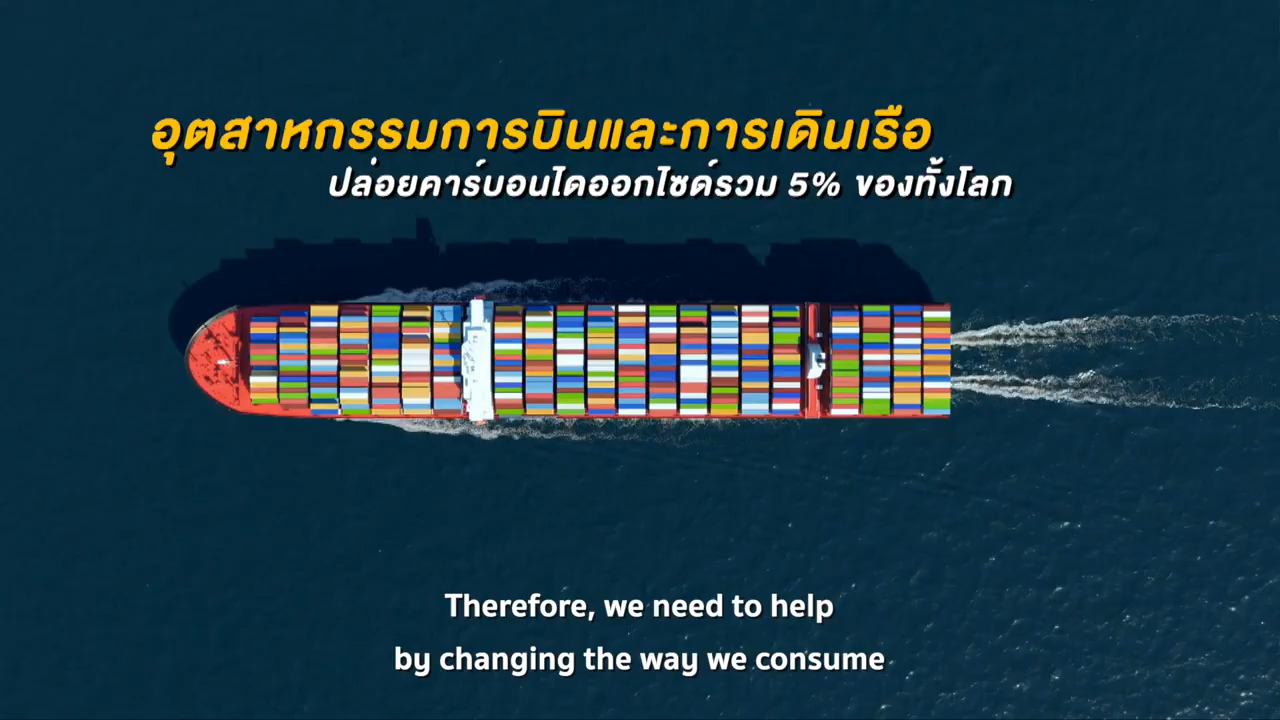 อุตสาหกรรมการบินและการเดินเรือ
ปล่อยคาร์บอนไดออกไซด์รวม 5% ของทั้งโลก
Therefore, we need to help
by changing the way we consume